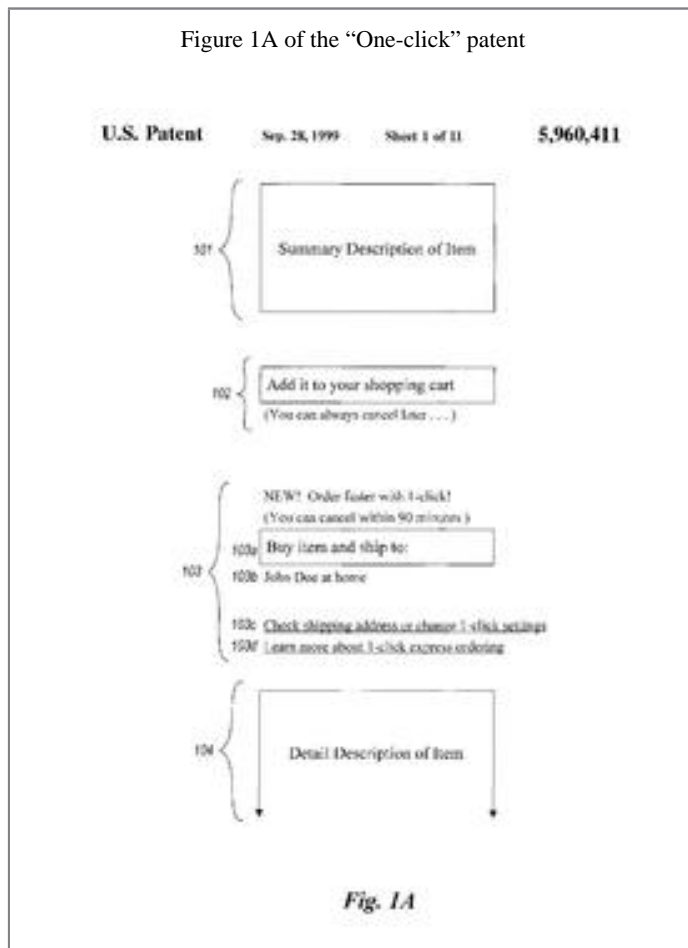 Figure 1A of the “One-click” patent
U.S. Patent Sep. 28, 1999 Sheet 1 of 11 5,960,411
101 Summary Description of Item
102 Add it to your shopping cart
(You can always cancel later . . . )
NEW! Order faster with 1-click!
(You can cancel within 90 minutes )
103a Buy item and ship to:
103
103b John Doe at home
103c Check shipping address or change 1-click settings
103d Learn more about 1-click express ordering
104 Detail Description of Item
Fig. 1A